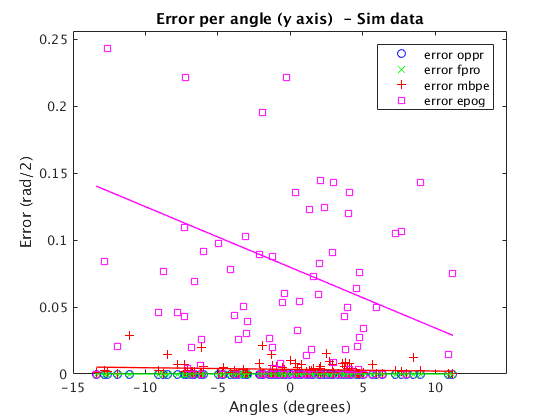 Error per angle (y axis) - Sim data
error oppr
error fpro
error mbpe
error epog
0.25
0.2
0.15
0.1
0.05
0
-15
-10
-5
0
5
10
Error (rad/2)
Angles (degrees)